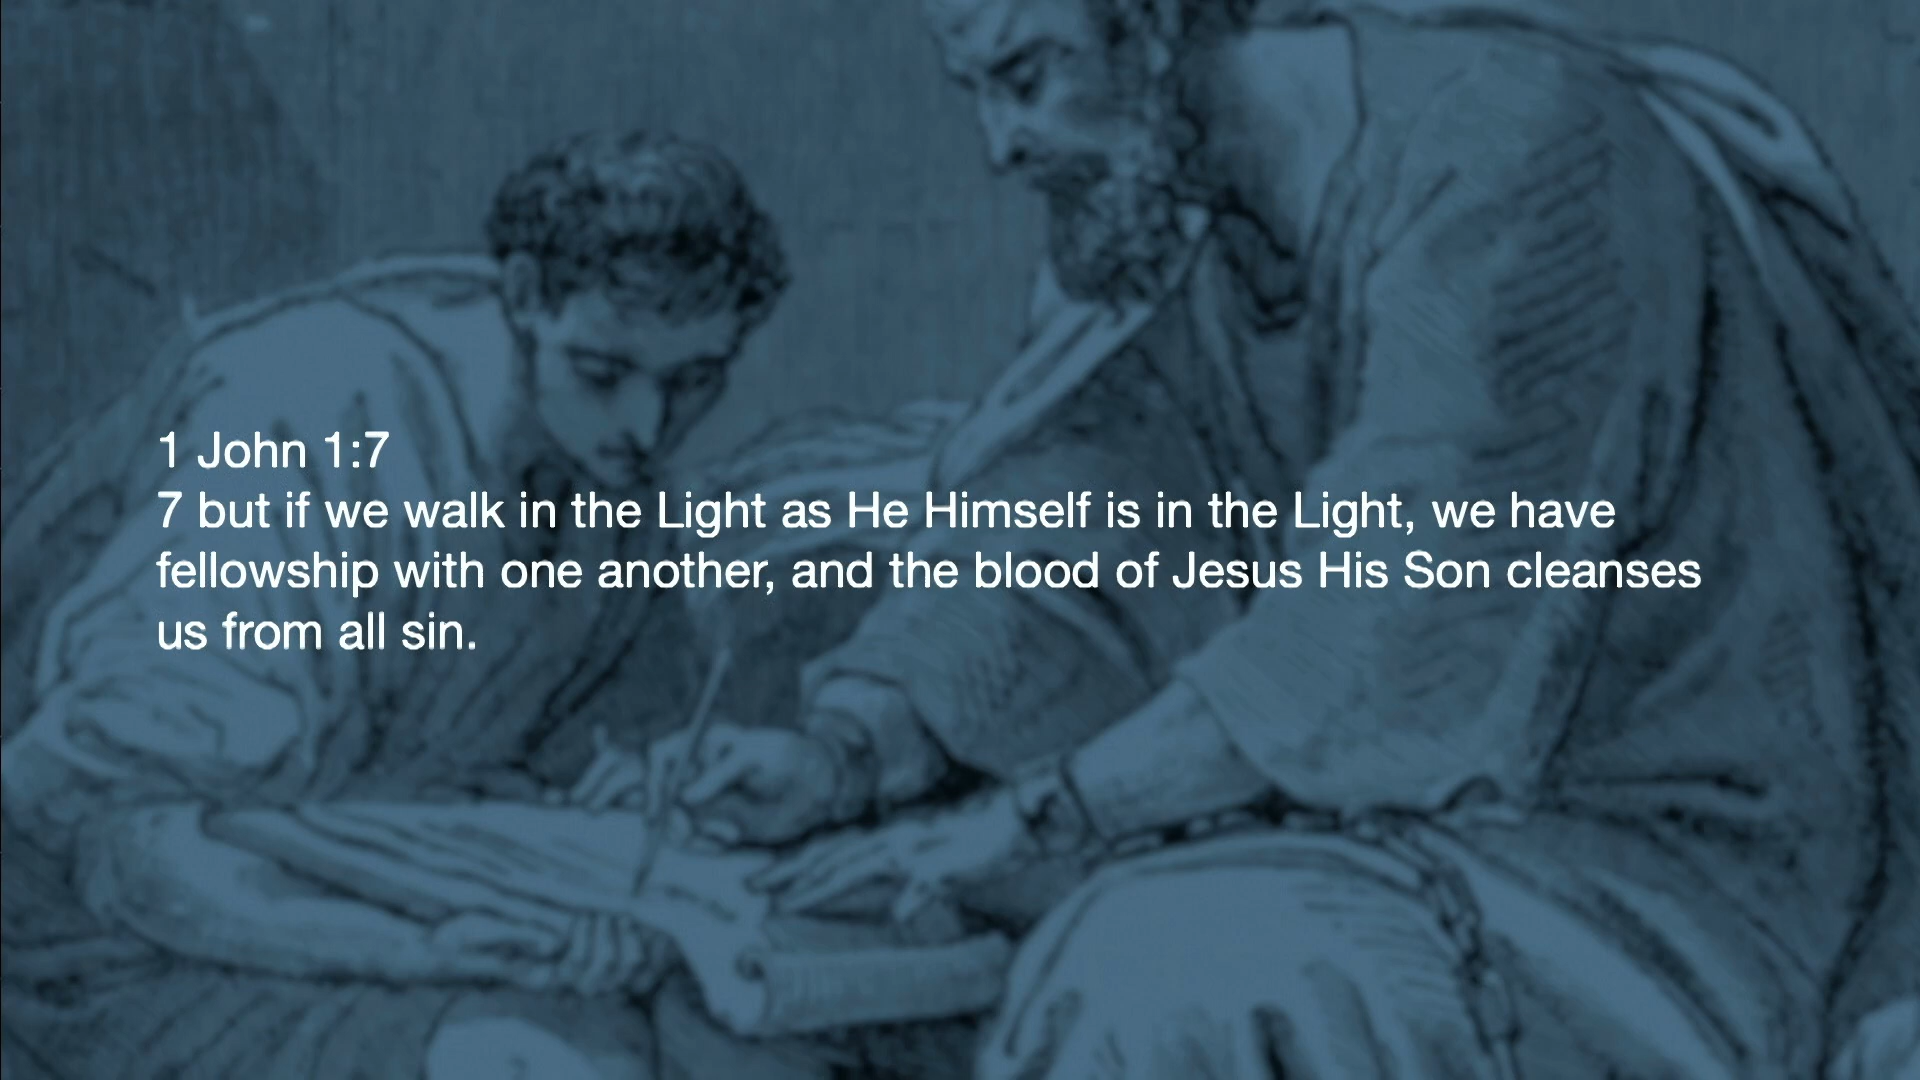 1 John 1:7
7 but if we walk in the Light as He Himself is in the Light, we have
fellowship with one another, and the blood of Jesus His Son cleanses
us from all sin.